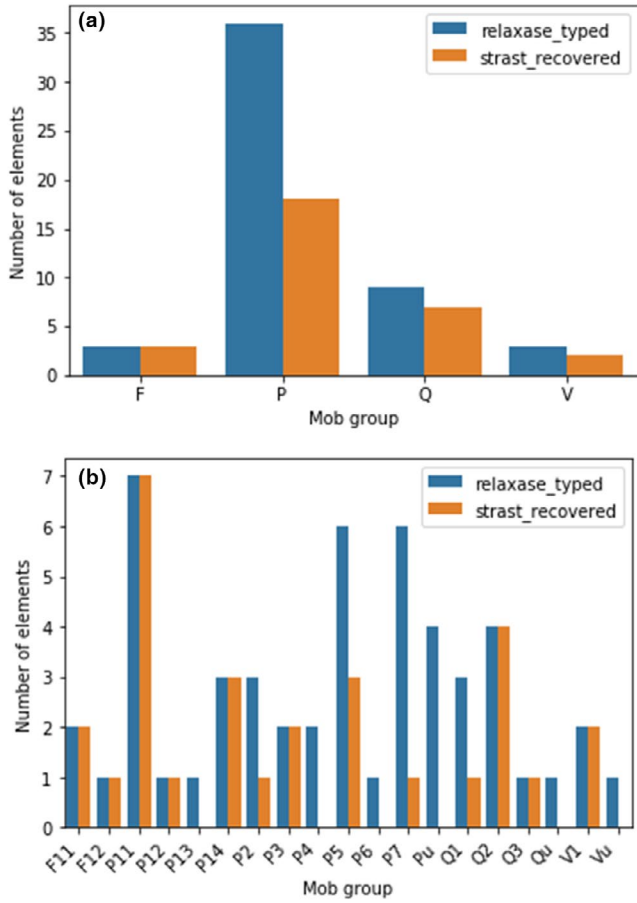 (a)
relaxase_typed
strast_recovered
Number of elements
35
30
25
20
15
10
5
0
F P Q V
Mob group
(b)
relaxase_typed
strast_recovered
Number of elements
7
6
5
4
3
2
1
0
F11 F12 P11 P12 P13 P14 P2 P3 P4 P5 P6 P7 Pu Q1 Q2 Q3 Qu V1 Vu
Mob group